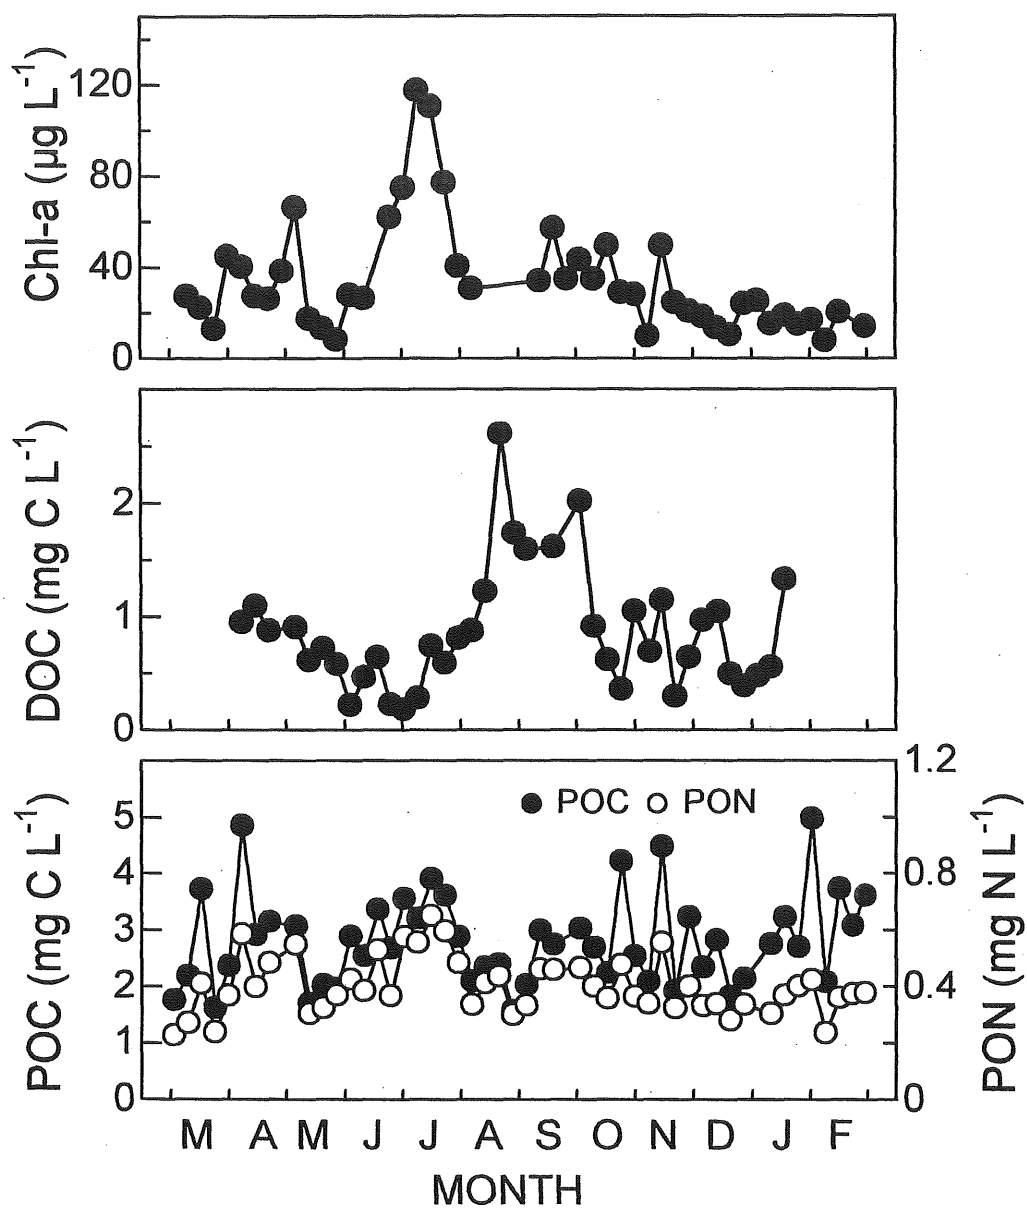 Chl-a (µg L⁻¹)
120
80
40
0
DOC (mg C L⁻¹)
2
1
0
POC (mg C L⁻¹)
5
4
3
2
1
0
POC PON
1.2
0.8
0.4
0
PON (mg N L⁻¹)
M A M J J A S O N D J F
MONTH